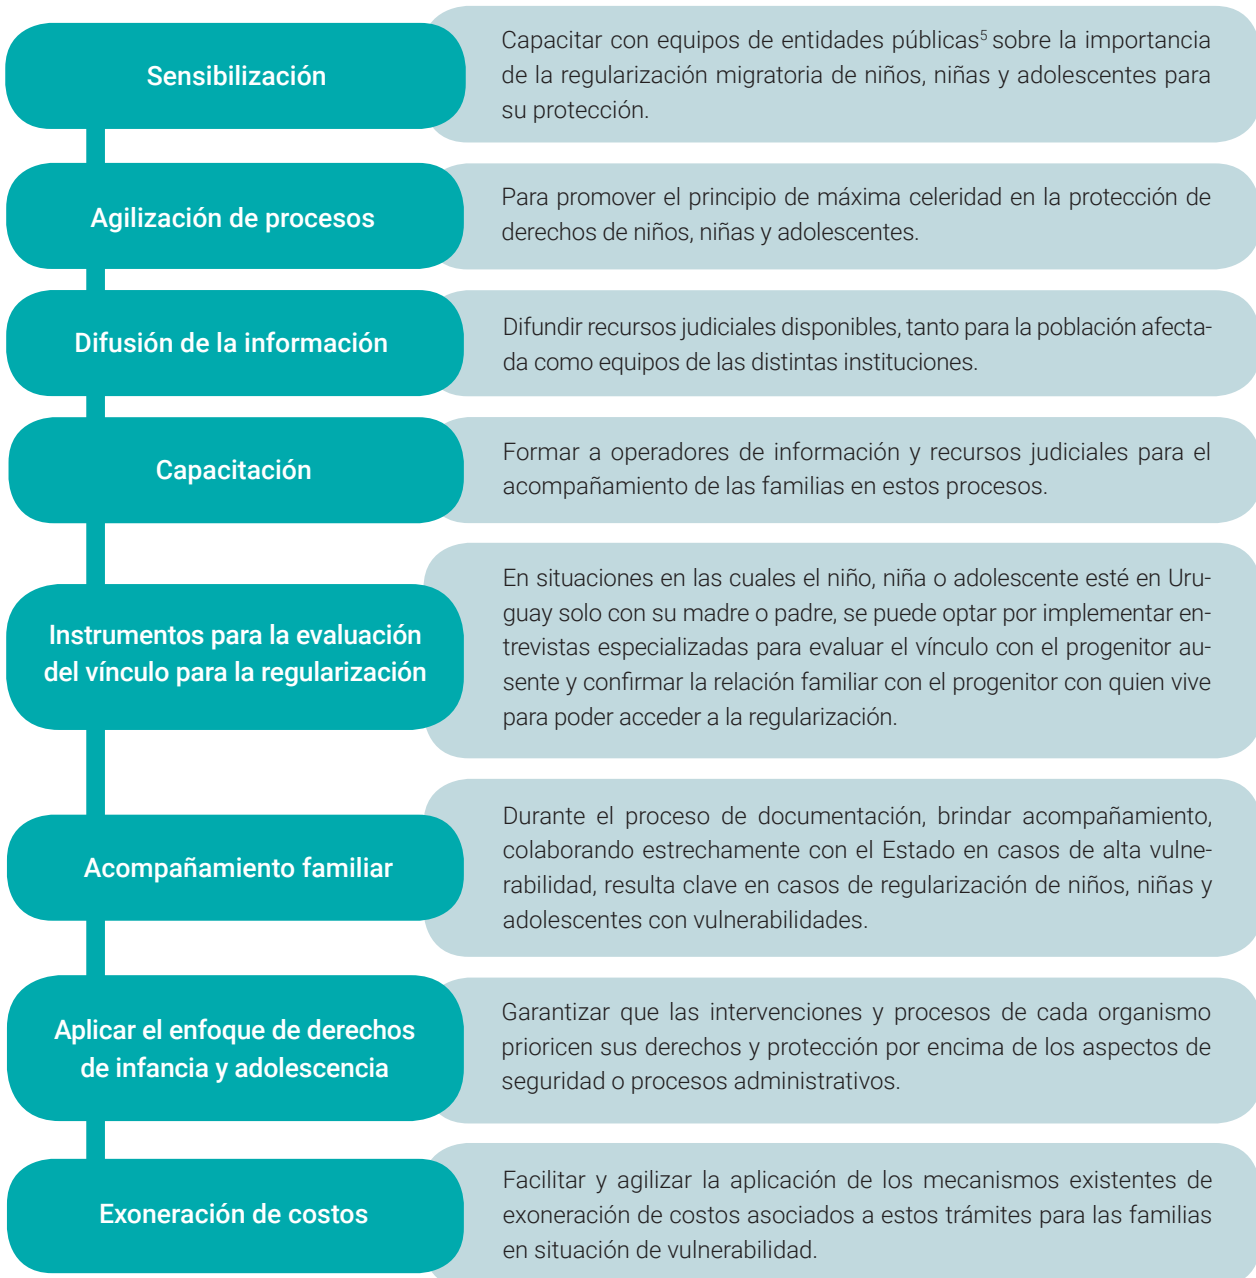 Sensibilización
Capacitar con equipos de entidades públicas⁵ sobre la importancia
de la regularización migratoria de niños, niñas y adolescentes para
su protección.
Agilización de procesos
Para promover el principio de máxima celeridad en la protección de
derechos de niños, niñas y adolescentes.
Difusión de la información
Difundir recursos judiciales disponibles, tanto para la población afecta-
da como equipos de las distintas instituciones.
Capacitación
Formar a operadores de información y recursos judiciales para el
acompañamiento de las familias en estos procesos.
Instrumentos para la evaluación
del vínculo para la regularización
En situaciones en las cuales el niño, niña o adolescente esté en Uru-
guay solo con su madre o padre, se puede optar por implementar en-
trevistas especializadas para evaluar el vínculo con el progenitor au-
sente y confirmar la relación familiar con el progenitor con quien vive
para poder acceder a la regularización.
Acompañamiento familiar
Durante el proceso de documentación, brindar acompañamiento,
colaborando estrechamente con el Estado en casos de alta vulne-
rabilidad, resulta clave en casos de regularización de niños, niñas y
adolescentes con vulnerabilidades.
Aplicar el enfoque de derechos
de infancia y adolescencia
Garantizar que las intervenciones y procesos de cada organismo
prioricen sus derechos y protección por encima de los aspectos de
seguridad o procesos administrativos.
Exoneración de costos
Facilitar y agilizar la aplicación de los mecanismos existentes de
exoneración de costos asociados a estos trámites para las familias
en situación de vulnerabilidad.